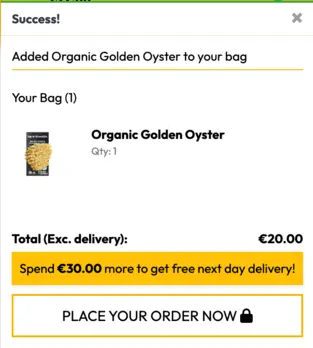 Success!
Added Organic Golden Oyster to your bag
Your Bag (1)
Organic Golden Oyster
Qty: 1
Total (Exc. delivery): €20.00
Spend €30.00 more to get free next day delivery!
PLACE YOUR ORDER NOW